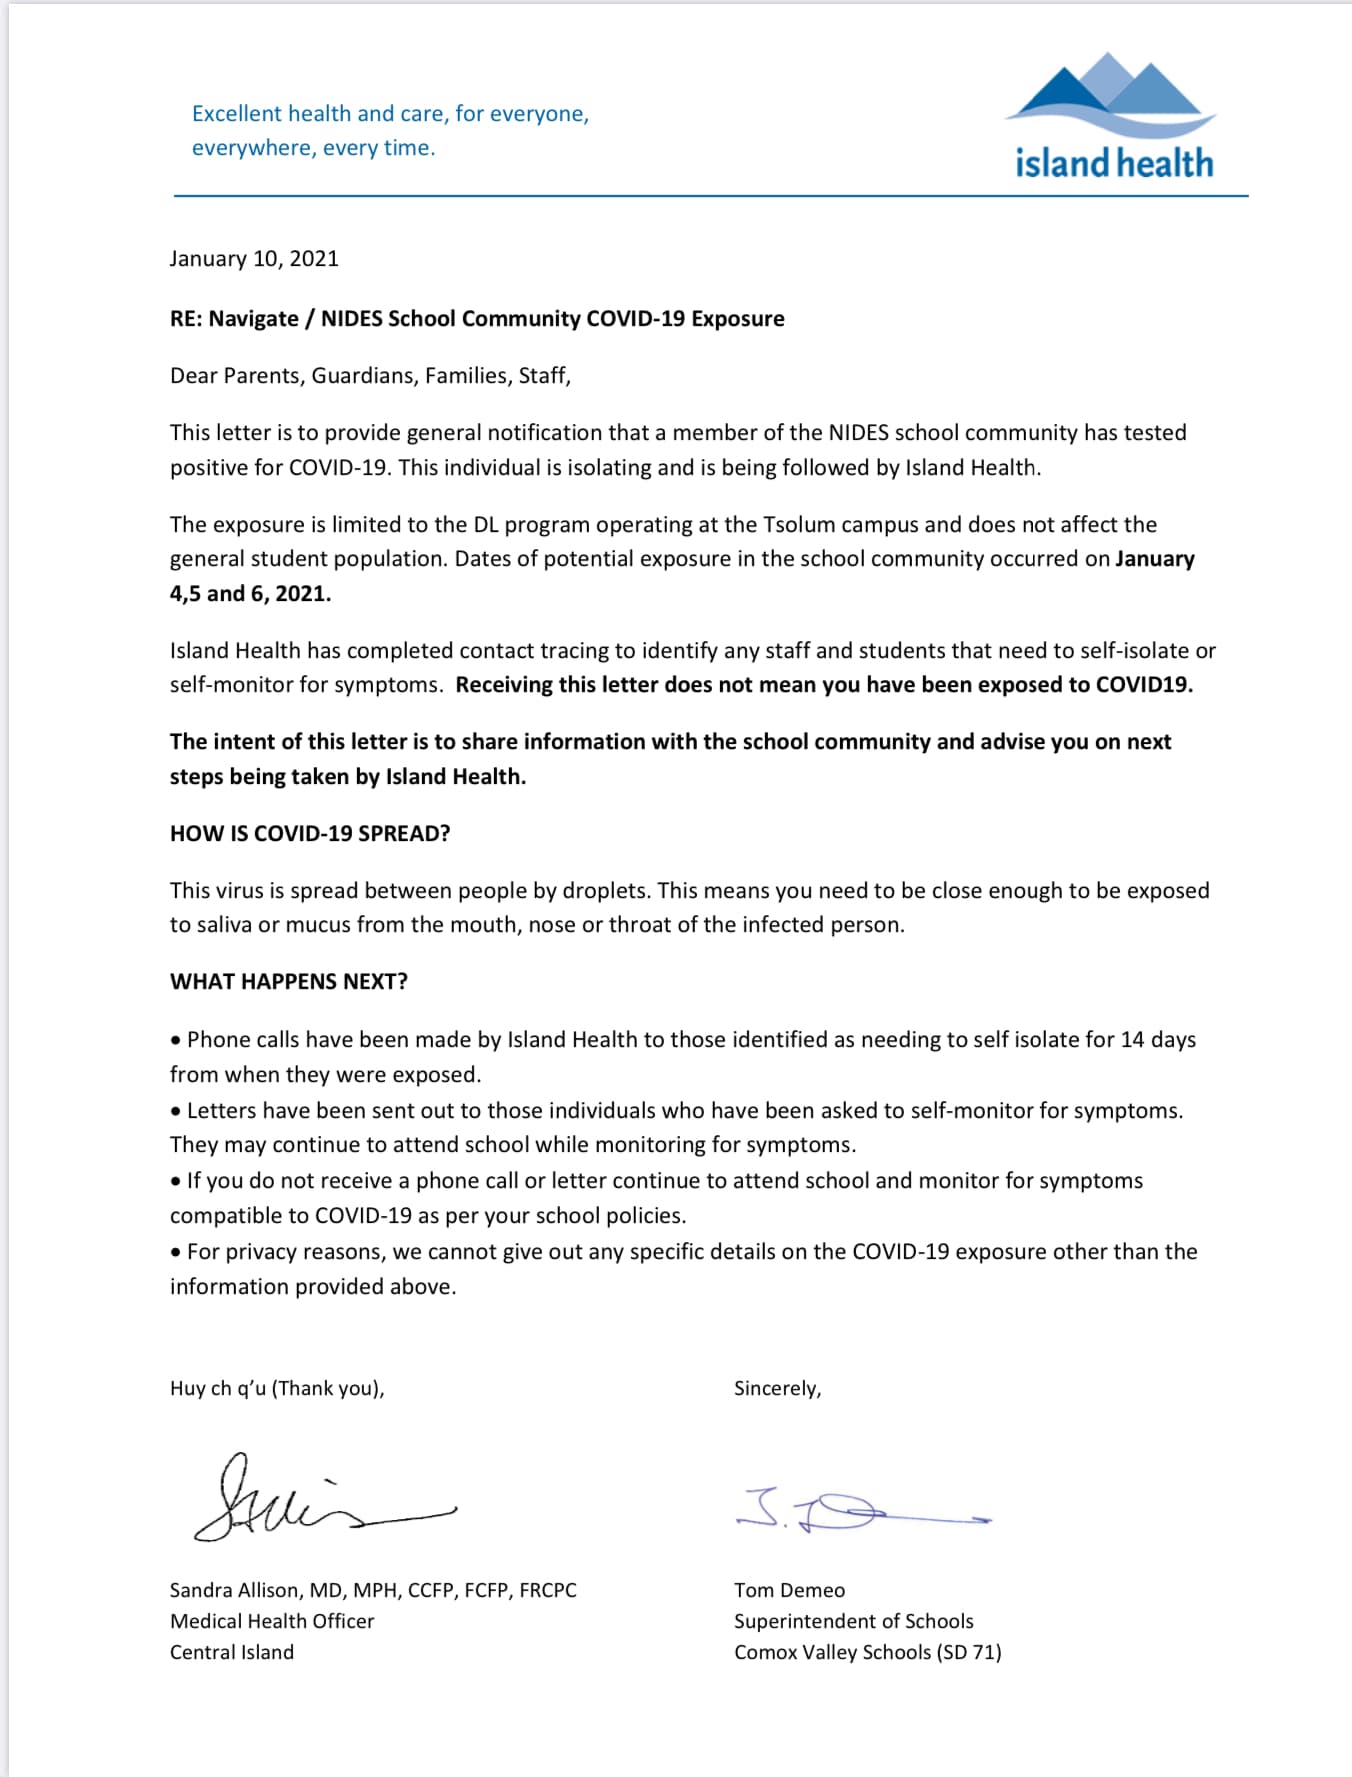 Excellent health and care, for everyone,
everywhere, every time.
island health
January 10, 2021
RE: Navigate / NIDES School Community COVID-19 Exposure
Dear Parents, Guardians, Families, Staff,
This letter is to provide general notification that a member of the NIDES school community has tested
positive for COVID-19. This individual is isolating and is being followed by Island Health.
The exposure is limited to the DL program operating at the Tsolum campus and does not affect the
general student population. Dates of potential exposure in the school community occurred on January
4,5 and 6, 2021.
Island Health has completed contact tracing to identify any staff and students that need to self-isolate or
self-monitor for symptoms.  Receiving this letter does not mean you have been exposed to COVID19.
The intent of this letter is to share information with the school community and advise you on next
steps being taken by Island Health.
HOW IS COVID-19 SPREAD?
This virus is spread between people by droplets. This means you need to be close enough to be exposed
to saliva or mucus from the mouth, nose or throat of the infected person.
WHAT HAPPENS NEXT?
• Phone calls have been made by Island Health to those identified as needing to self isolate for 14 days
from when they were exposed.
• Letters have been sent out to those individuals who have been asked to self-monitor for symptoms.
They may continue to attend school while monitoring for symptoms.
• If you do not receive a phone call or letter continue to attend school and monitor for symptoms
compatible to COVID-19 as per your school policies.
• For privacy reasons, we cannot give out any specific details on the COVID-19 exposure other than the
information provided above.
Huy ch q’u (Thank you),
Sincerely,
Sandra Allison, MD, MPH, CCFP, FCFP, FRCPC
Medical Health Officer
Central Island
Tom Demeo
Superintendent of Schools
Comox Valley Schools (SD 71)